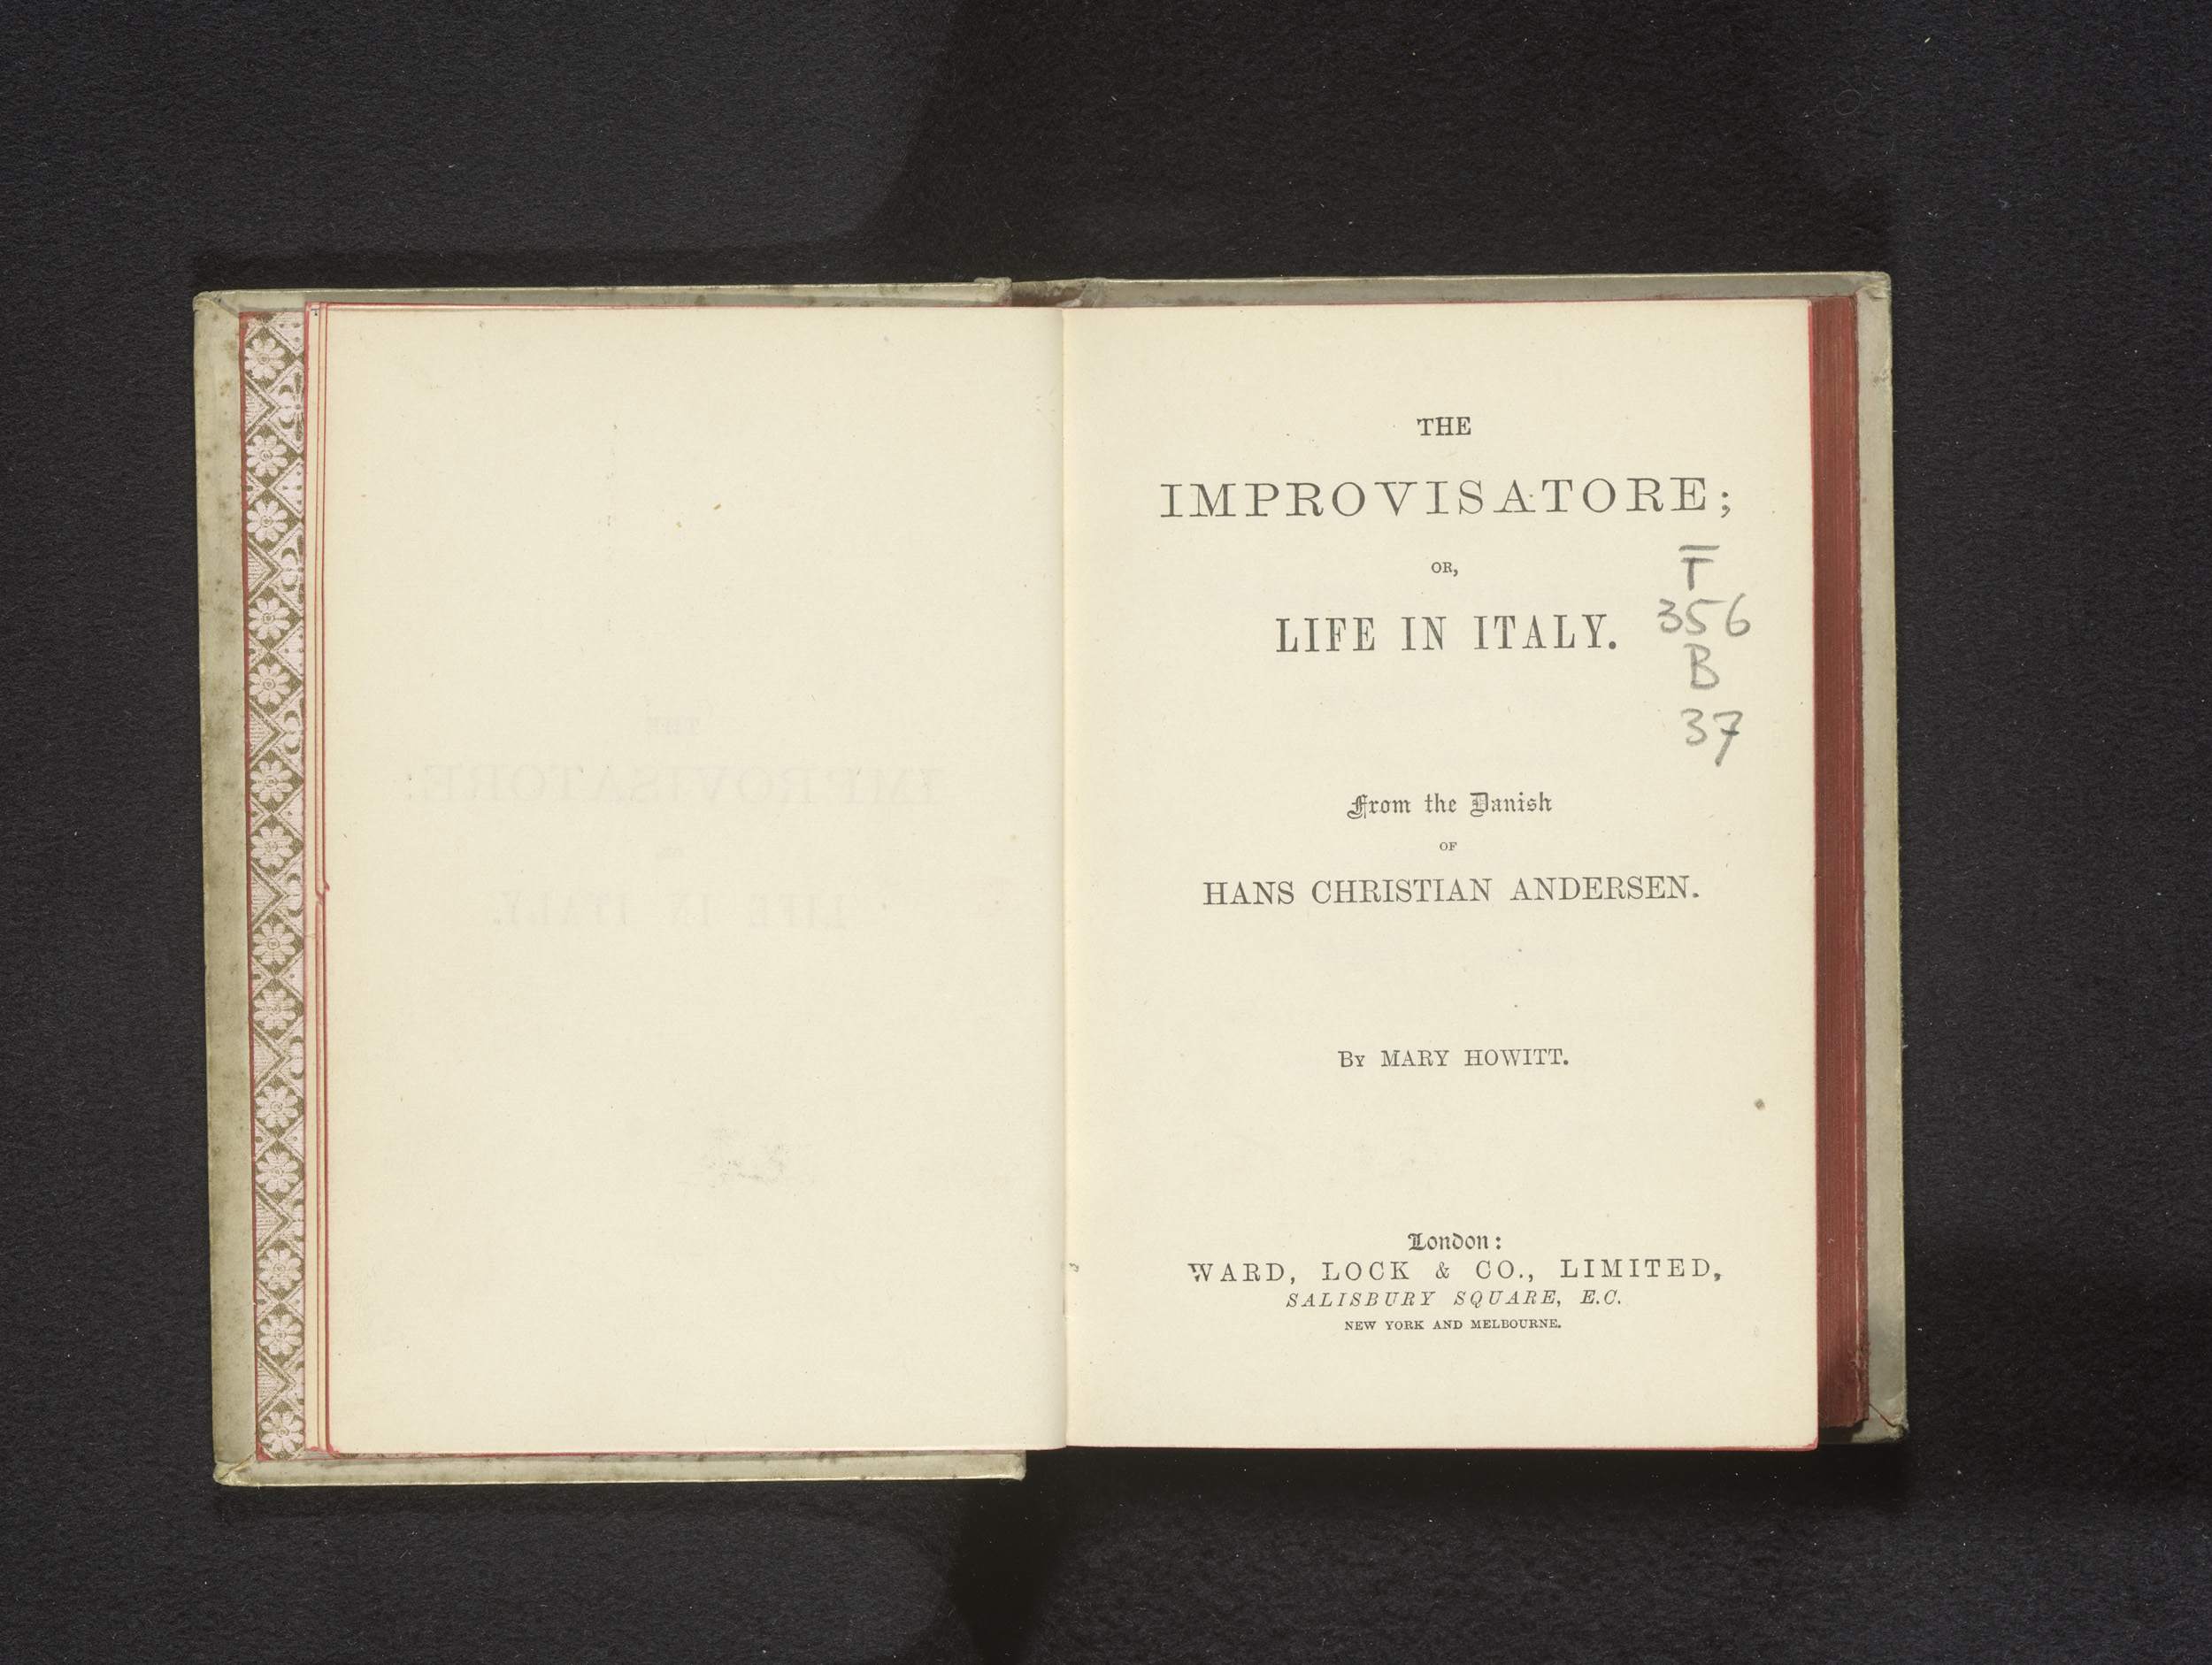 THE
IMPROVISATORE;
OR,
LIFE IN ITALY.
T
356
B
37
From the Danish
OF
HANS CHRISTIAN ANDERSEN.
By MARY HOWITT.
London:
WARD, LOCK & CO., LIMITED,
SALISBURY SQUARE, E.C.
NEW YORK AND MELBOURNE.